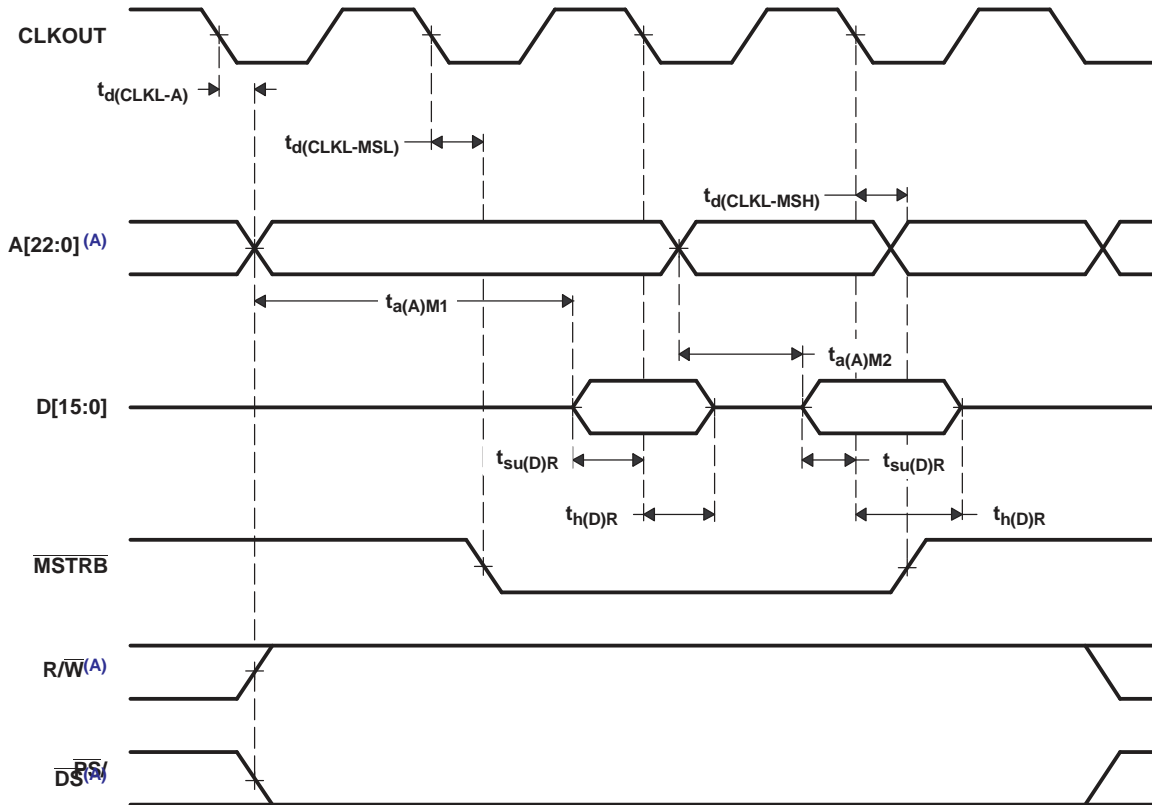 CLKOUT
td(CLKL-A)
td(CLKL-MSL)
td(CLKL-MSH)
A[22:0] (A)
ta(A)M1
ta(A)M2
D[15:0]
tsu(D)R
tsu(D)R
th(D)R
th(D)R
MSTRB
R/W(A)
PS/
DS(A)